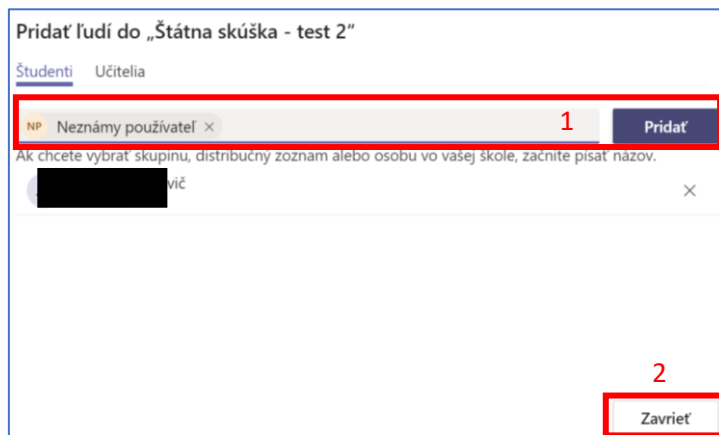 Pridať ľudí do „Štátna skúška - test 2“
Študenti Učitelia
NP Neznámy používateľ × 1 Pridať
Ak chcete vybrať skupinu, distribučný zoznam alebo osobu vo vašej škole, začnite písať názov.
vič ×
2
Zavrieť